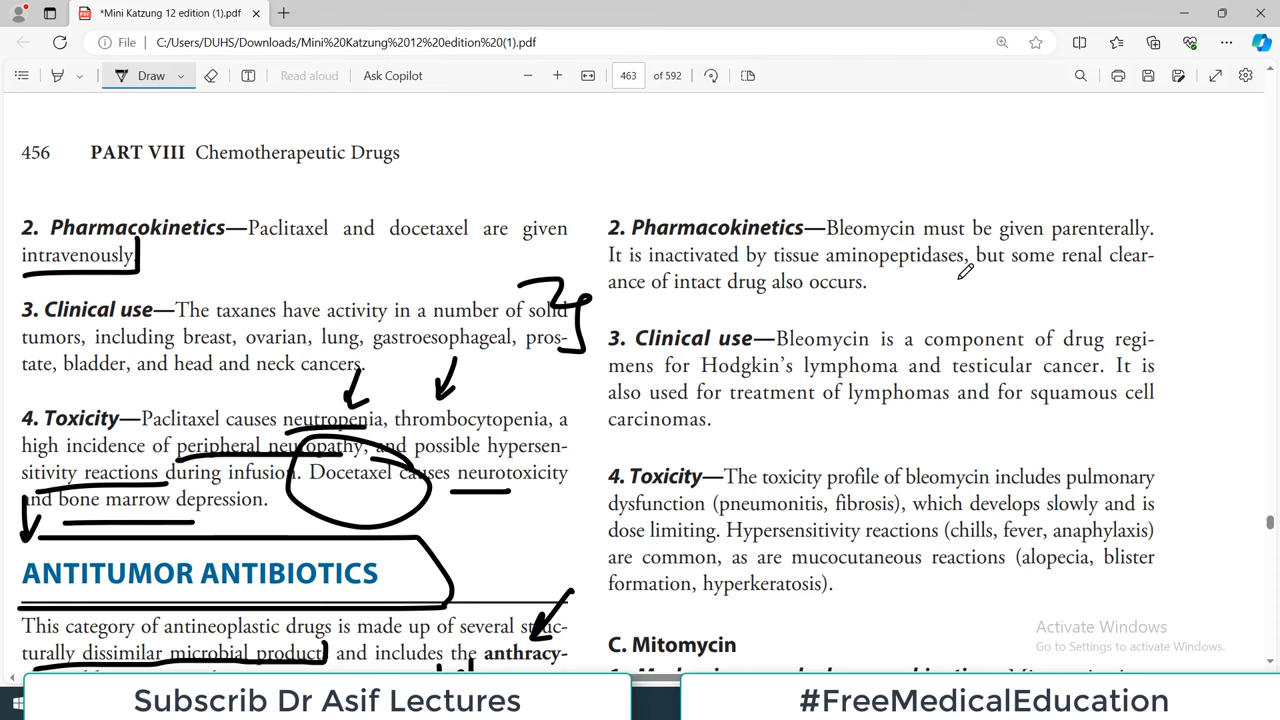 *Mini Katzung 12 edition (1).pdf
File
C:/Users/DUHS/Downloads/Mini%20Katzung%2012%20edition%20(1).pdf
Draw
Read aloud
Ask Copilot
463 of 592
456 PART VIII Chemotherapeutic Drugs
2. Pharmacokinetics—Paclitaxel and docetaxel are given
intravenously.
3. Clinical use—The taxanes have activity in a number of solid
tumors, including breast, ovarian, lung, gastroesophageal, pros-
tate, bladder, and head and neck cancers.
4. Toxicity—Paclitaxel causes neutropenia, thrombocytopenia, a
high incidence of peripheral neuropathy, and possible hypersen-
sitivity reactions during infusion. Docetaxel causes neurotoxicity
and bone marrow depression.
ANTITUMOR ANTIBIOTICS
This category of antineoplastic drugs is made up of several struc-
turally dissimilar microbial products and includes the anthracy-
2. Pharmacokinetics—Bleomycin must be given parenterally.
It is inactivated by tissue aminopeptidases, but some renal clear-
ance of intact drug also occurs.
3. Clinical use—Bleomycin is a component of drug regi-
mens for Hodgkin's lymphoma and testicular cancer. It is
also used for treatment of lymphomas and for squamous cell
carcinomas.
4. Toxicity—The toxicity profile of bleomycin includes pulmonary
dysfunction (pneumonitis, fibrosis), which develops slowly and is
dose limiting. Hypersensitivity reactions (chills, fever, anaphylaxis)
are common, as are mucocutaneous reactions (alopecia, blister
formation, hyperkeratosis).
C. Mitomycin
Activate Windows
Go to Settings to activate Windows.
Subscrib Dr Asif Lectures
#FreeMedicalEducation